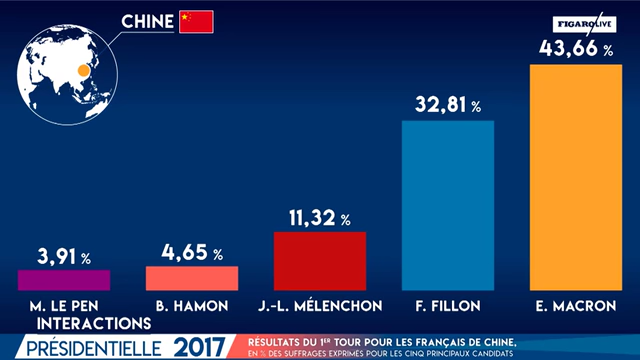 CHINE
FIGARO LIVE
43,66 %
32,81 %
11,32 %
4,65 %
3,91 %
M. LE PEN B. HAMON J.-L. MÉLENCHON F. FILLON E. MACRON
INTERACTIONS
PRÉSIDENTIELLE 2017
RÉSULTATS DU 1ER TOUR POUR LES FRANÇAIS DE CHINE,
EN % DES SUFFRAGES EXPRIMÉS POUR LES CINQ PRINCIPAUX CANDIDATS